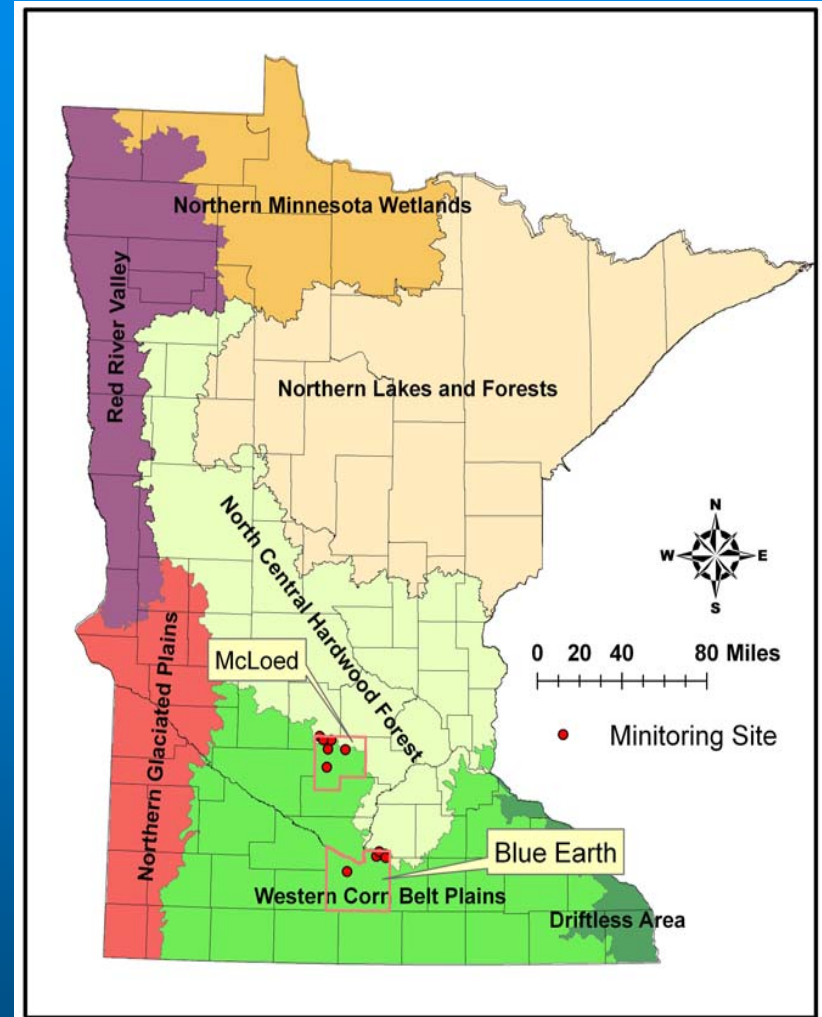 Northern Minnesota Wetlands
Red River Valley
Northern Lakes and Forests
North Central Hardwood Forest
N
W E
S
McLoed
0 20 40 80 Miles
Minitoring Site
Northern Glaciated Plains
Blue Earth
Western Corn Belt Plains
Driftless Area